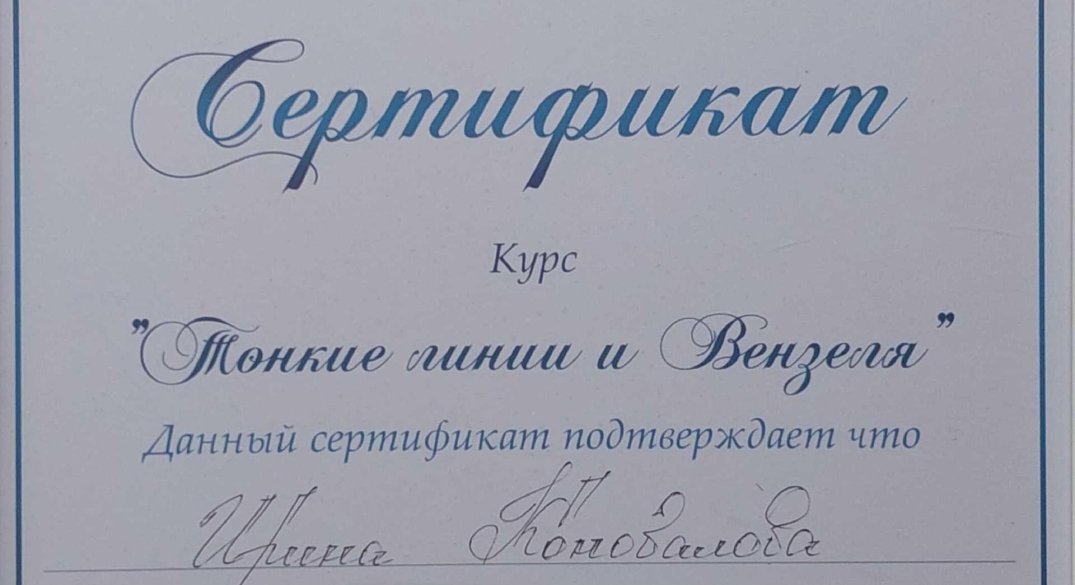 Сертификат
Курс
"Тонкие линии и Вензеля"
Данный сертификат подтверждает что
Ирина Коновалова